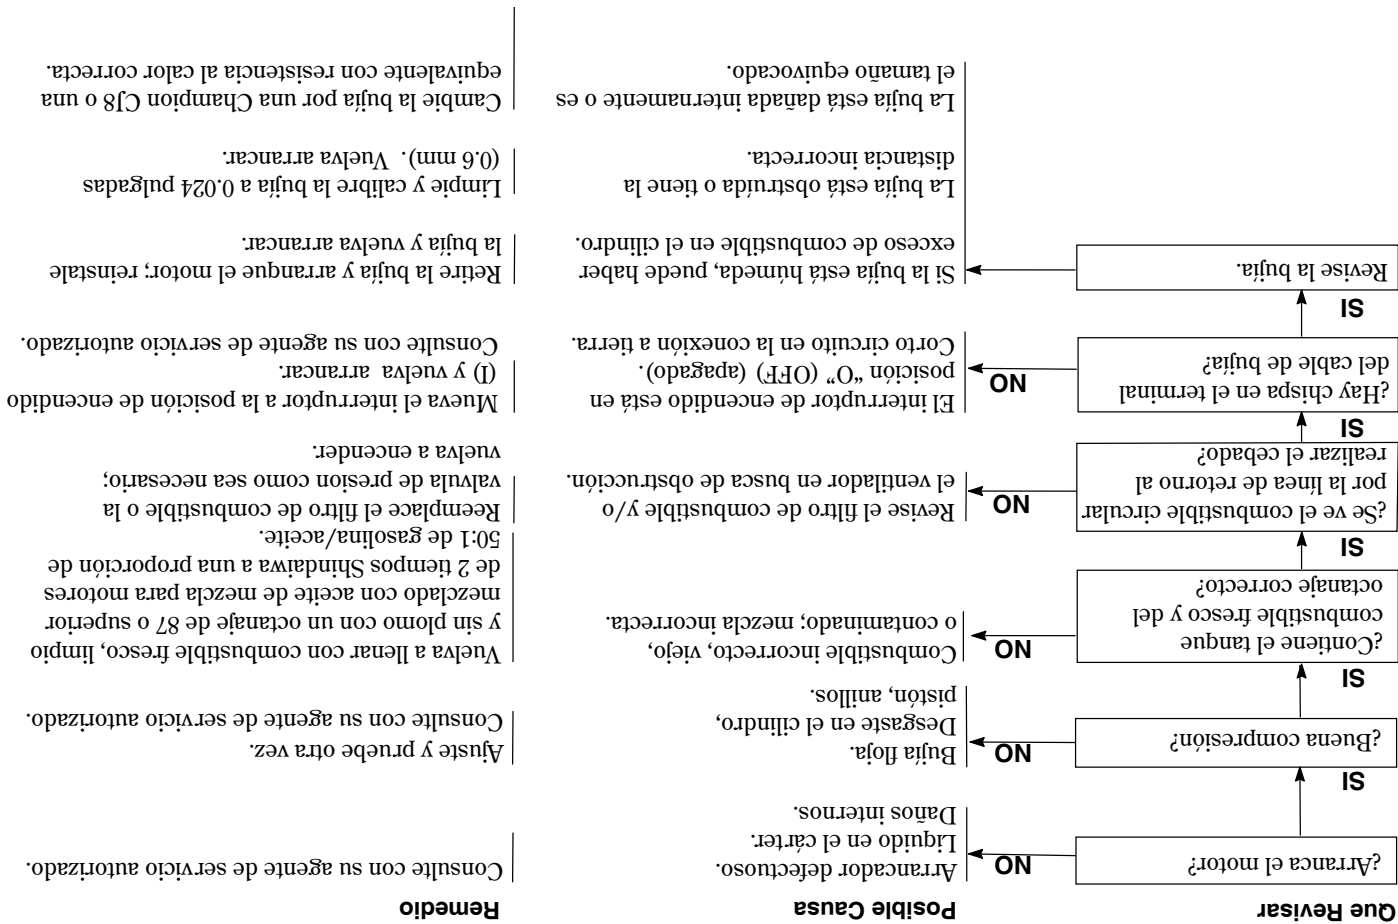 Que Revisar
Posible Causa
Remedio
¿Arranca el motor?
NO
Arrancador defectuoso.
Liquido en el cárter.
Daños internos.
Consulte con su agente de servicio autorizado.
SI
¿Buena compresión?
NO
Bujía floja.
Desgaste en el cilindro,
pistón, anillos.
Ajuste y pruebe otra vez.
Consulte con su agente de servicio autorizado.
SI
¿Contiene el tanque
combustible fresco y del
octanaje correcto?
NO
Combustible incorrecto, viejo,
o contaminado; mezcla incorrecta.
Vuelva a llenar con combustible fresco, limpio
y sin plomo con un octanaje de 87 o superior
mezclado con aceite de mezcla para motores
de 2 tiempos Shindaiwa a una proporción de
50:1 de gasolina/aceite.
SI
¿Se ve el combustible circular
por la línea de retorno al
realizar el cebado?
NO
Revise el filtro de combustible y/o
el ventilador en busca de obstrucción.
Reemplace el filtro de combustible o la
valvula de presion como sea necesario;
vuelva a encender.
SI
¿Hay chispa en el terminal
del cable de bujía?
NO
El interruptor de encendido está en
posición “O” (OFF) (apagado).
Corto circuito en la conexión a tierra.
Mueva el interruptor a la posición de encendido
(I) y vuelva arrancar.
Consulte con su agente de servicio autorizado.
SI
Revise la bujía.
Si la bujía está húmeda, puede haber
exceso de combustible en el cilindro.
Retire la bujía y arranque el motor; reinstale
la bujía y vuelva arrancar.
La bujía está obstruída o tiene la
distancia incorrecta.
Limpie y calibre la bujía a 0.024 pulgadas
(0.6 mm). Vuelva arrancar.
La bujía está dañada internamente o es
el tamaño equivocado.
Cambie la bujía por una Champion CJ8 o una
equivalente con resistencia al calor correcta.